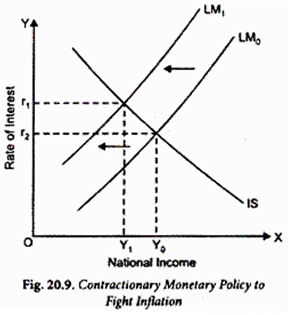 Y
LM1
LM0
r1
r2
Rate of Interest
IS
O
Y1
Y0
X
National Income
Fig. 20.9. Contractionary Monetary Policy to
Fight Inflation